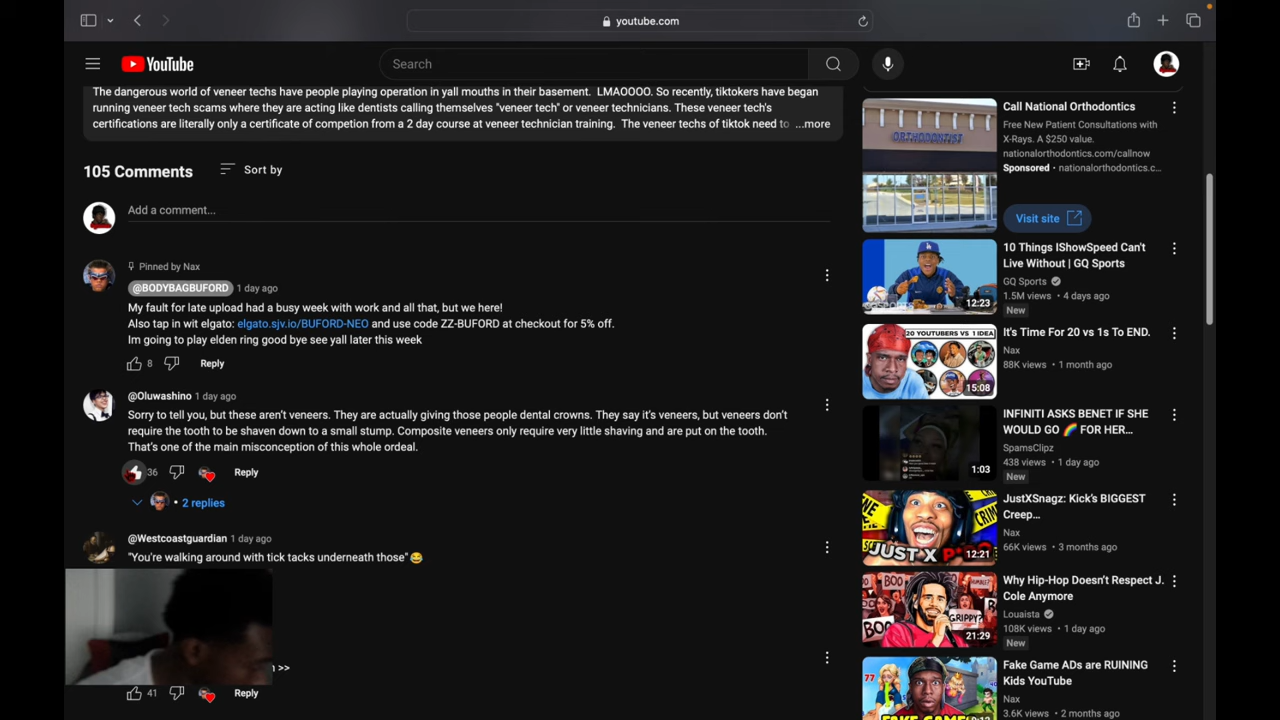 youtube.com
YouTube
Search
The dangerous world of veneer techs have people playing operation in yall mouths in their basement. LMAOOOO. So recently, tiktokers have began
running veneer tech scams where they are acting like dentists calling themselves "veneer tech" or veneer technicians. These veneer tech's
certifications are literally only a certificate of competion from a 2 day course at veneer technician training. The veneer techs of tiktok need to ...more
105 Comments
Sort by
Add a comment...
Pinned by Nax
@BODYBAGBUFORD 1 day ago
My fault for late upload had a busy week with work and all that, but we here!
Also tap in wit elgato: elgato.sjv.io/BUFORD-NEO and use code ZZ-BUFORD at checkout for 5% off.
Im going to play elden ring good bye see yall later this week
8 Reply
@Oluwashino 1 day ago
Sorry to tell you, but these aren't veneers. They are actually giving those people dental crowns. They say it's veneers, but veneers don't
require the tooth to be shaven down to a small stump. Composite veneers only require very little shaving and are put on the tooth.
That's one of the main misconception of this whole ordeal.
36 Reply
• 2 replies
@Westcoastguardian 1 day ago
"You're walking around with tick tacks underneath those"😂
>>
41 Reply
ORTHODONTIST
Call National Orthodontics
Free New Patient Consultations with
X-Rays. A $250 value.
nationalorthodontics.com/callnow
Sponsored • nationalorthodontics.c...
Visit site
12:23
10 Things IShowSpeed Can't
Live Without | GQ Sports
GQ Sports
1.5M views • 4 days ago
New
20 YOUTUBERS VS 1 IDEA
15:08
It's Time For 20 vs 1s To END.
Nax
88K views • 1 month ago
1:03
INFINITI ASKS BENET IF SHE
WOULD GO 🌈 FOR HER...
SpamsClipz
438 views • 1 day ago
New
JUST X
12:21
JustXSnagz: Kick's BIGGEST
Creep...
Nax
66K views • 3 months ago
BOO
GRIPPY?
21:29
Why Hip-Hop Doesn't Respect J.
Cole Anymore
Louaista
108K views • 1 day ago
New
77
Fake Game ADs are RUINING
Kids YouTube
Nax
3.6K views • 2 months ago